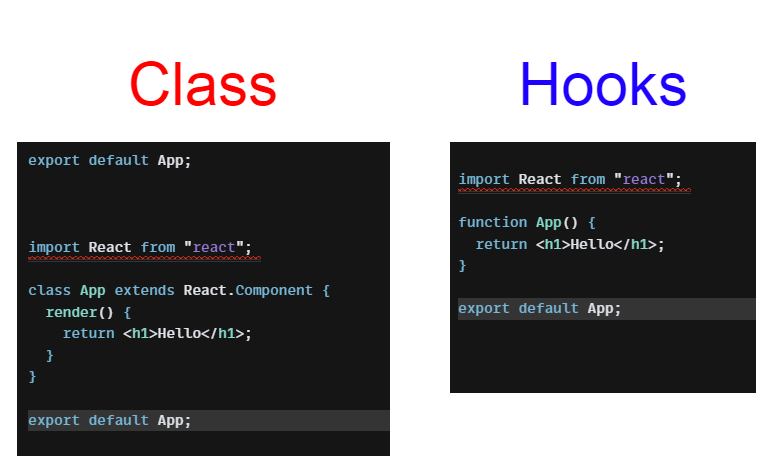 Class
export default App;
import React from "react";
class App extends React.Component {
render() {
return <h1>Hello</h1>;
}
}
export default App;
Hooks
import React from "react";
function App() {
return <h1>Hello</h1>;
}
export default App;